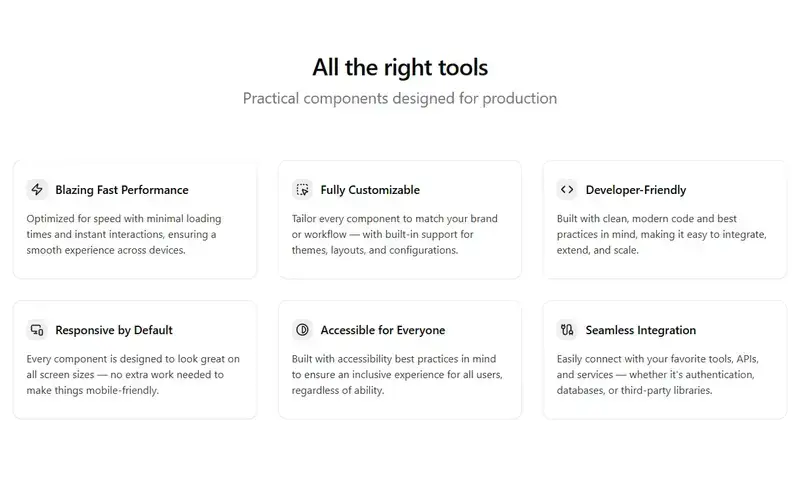 All the right tools
Practical components designed for production
Blazing Fast Performance
Optimized for speed with minimal loading
times and instant interactions, ensuring a
smooth experience across devices.
Fully Customizable
Tailor every component to match your brand
or workflow — with built-in support for
themes, layouts, and configurations.
Developer-Friendly
Built with clean, modern code and best
practices in mind, making it easy to integrate,
extend, and scale.
Responsive by Default
Every component is designed to look great on
all screen sizes — no extra work needed to
make things mobile-friendly.
Accessible for Everyone
Built with accessibility best practices in mind
to ensure an inclusive experience for all users,
regardless of ability.
Seamless Integration
Easily connect with your favorite tools, APIs,
and services — whether it's authentication,
databases, or third-party libraries.